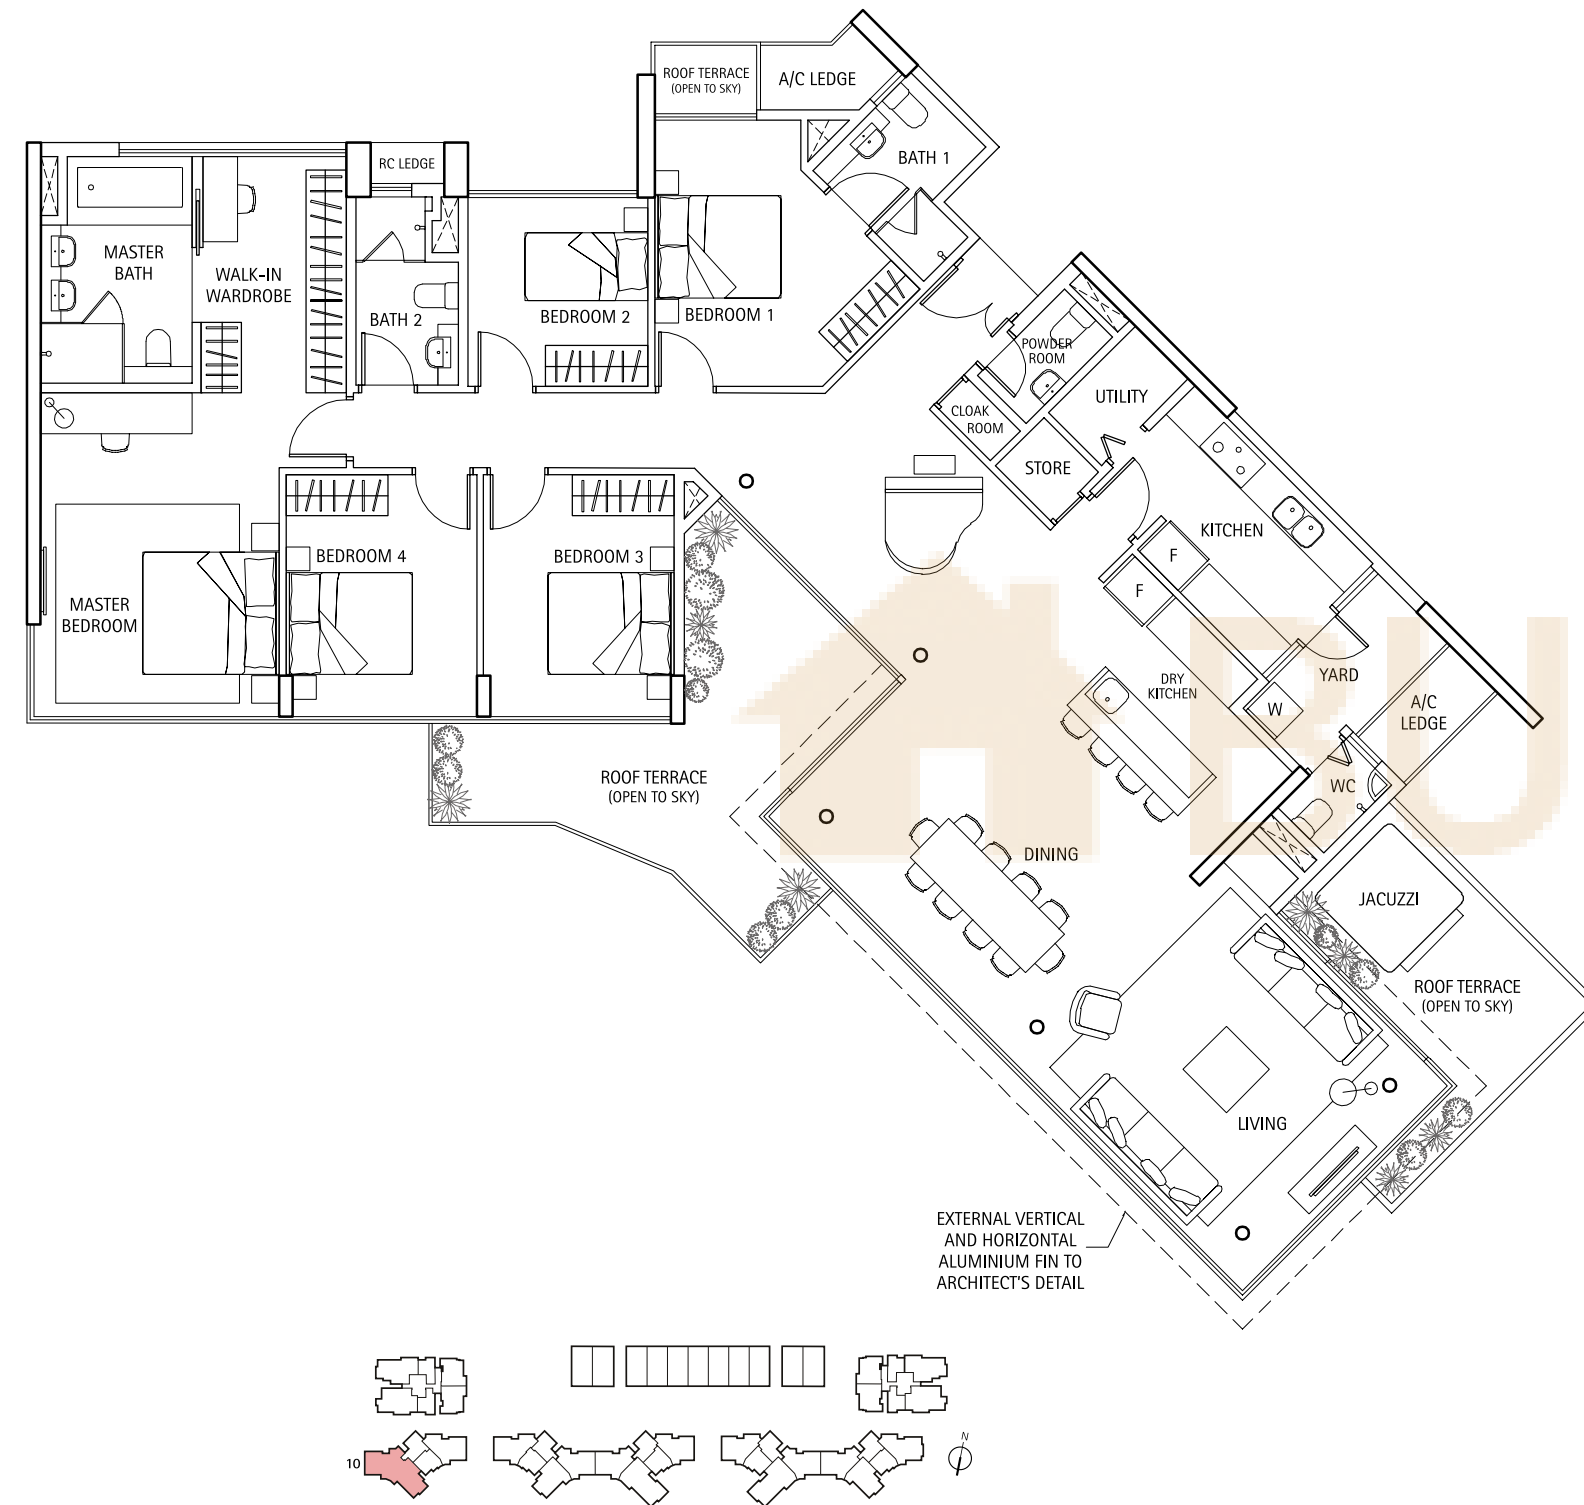 ROOF TERRACE
(OPEN TO SKY)
A/C LEDGE
BATH 1
RC LEDGE
MASTER
BATH
WALK-IN
WARDROBE
BATH 2
BEDROOM 2
BEDROOM 1
POWDER
ROOM
UTILITY
CLOAK
ROOM
STORE
KITCHEN
F
F
BEDROOM 4
BEDROOM 3
MASTER
BEDROOM
DRY
KITCHEN
YARD
W
A/C
LEDGE
WC
ROOF TERRACE
(OPEN TO SKY)
DINING
JACUZZI
ROOF TERRACE
(OPEN TO SKY)
LIVING
EXTERNAL VERTICAL
AND HORIZONTAL
ALUMINIUM FIN TO
ARCHITECT'S DETAIL
10
N
BU